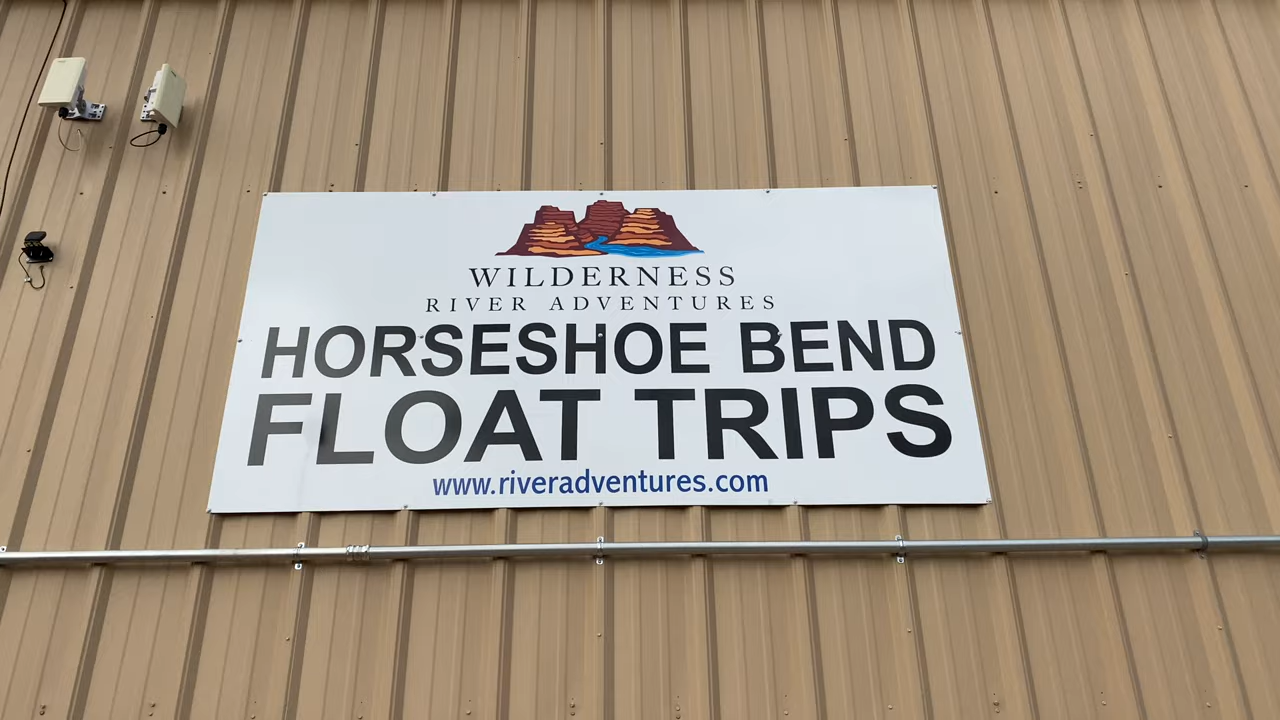 WILDERNESS
RIVER ADVENTURES
HORSESHOE BEND
FLOAT TRIPS
www.riveradventures.com